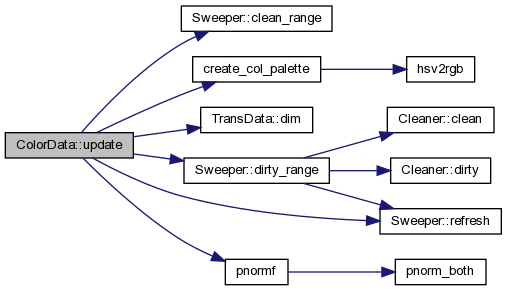 Sweeper::clean_range
create_col_palette
hsv2rgb
TransData::dim
Cleaner::clean
ColorData::update
Sweeper::dirty_range
Cleaner::dirty
Sweeper::refresh
pnormf
pnorm_both